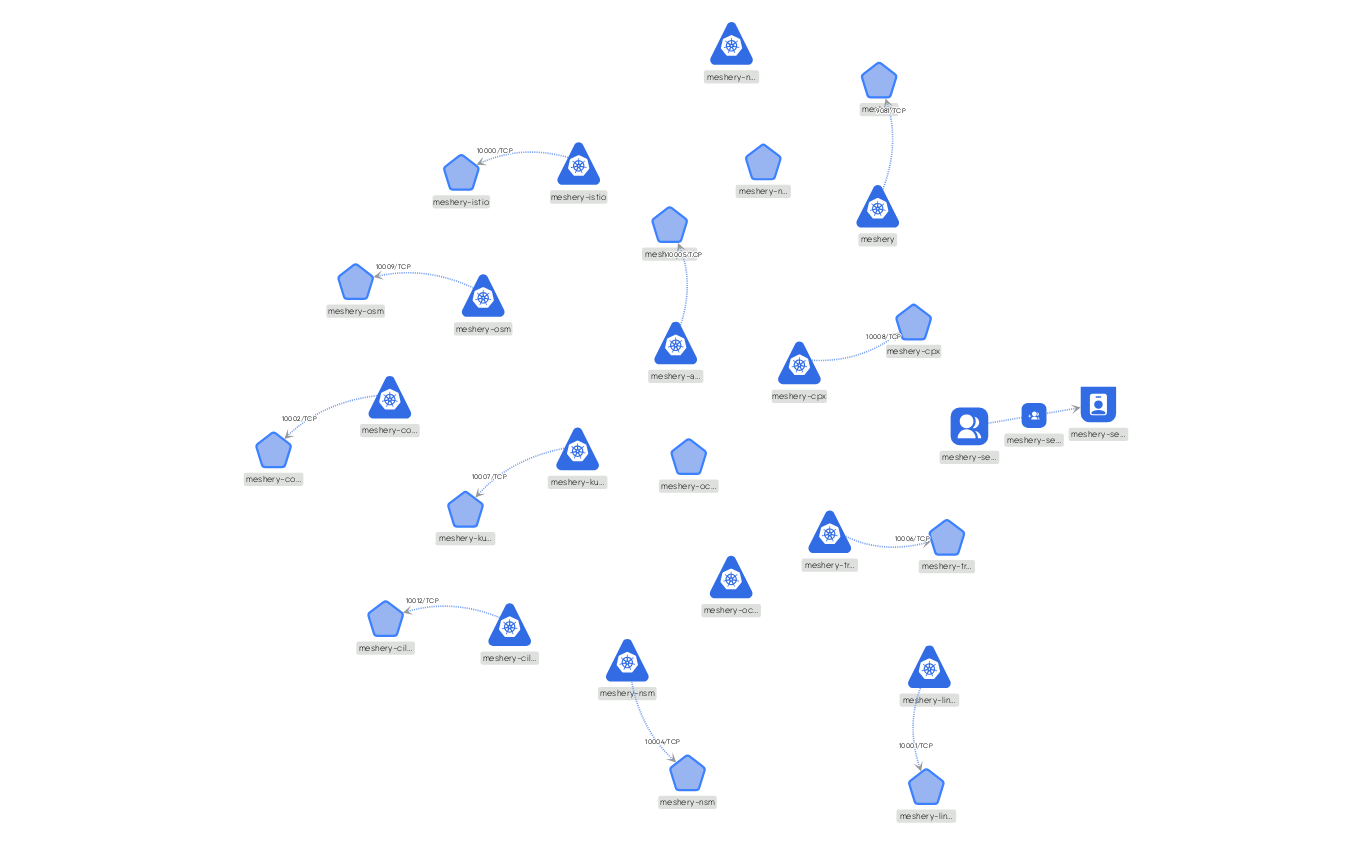 meshery-n...
9081/TCP
10000/TCP
meshery-n...
meshery-istio
meshery-istio
meshery
10005/TCP
10009/TCP
meshery-osm
meshery-osm
10008/TCP
meshery-cpx
meshery-a...
meshery-cpx
10002/TCP
meshery-co...
meshery-se...
meshery-se...
meshery-se...
meshery-co...
10007/TCP
meshery-ku...
meshery-oc...
meshery-ku...
10006/TCP
meshery-tr...
meshery-tr...
10012/TCP
meshery-oc...
meshery-cil...
meshery-cil...
meshery-nsm
meshery-lin...
10004/TCP
10001/TCP
meshery-nsm
meshery-lin...